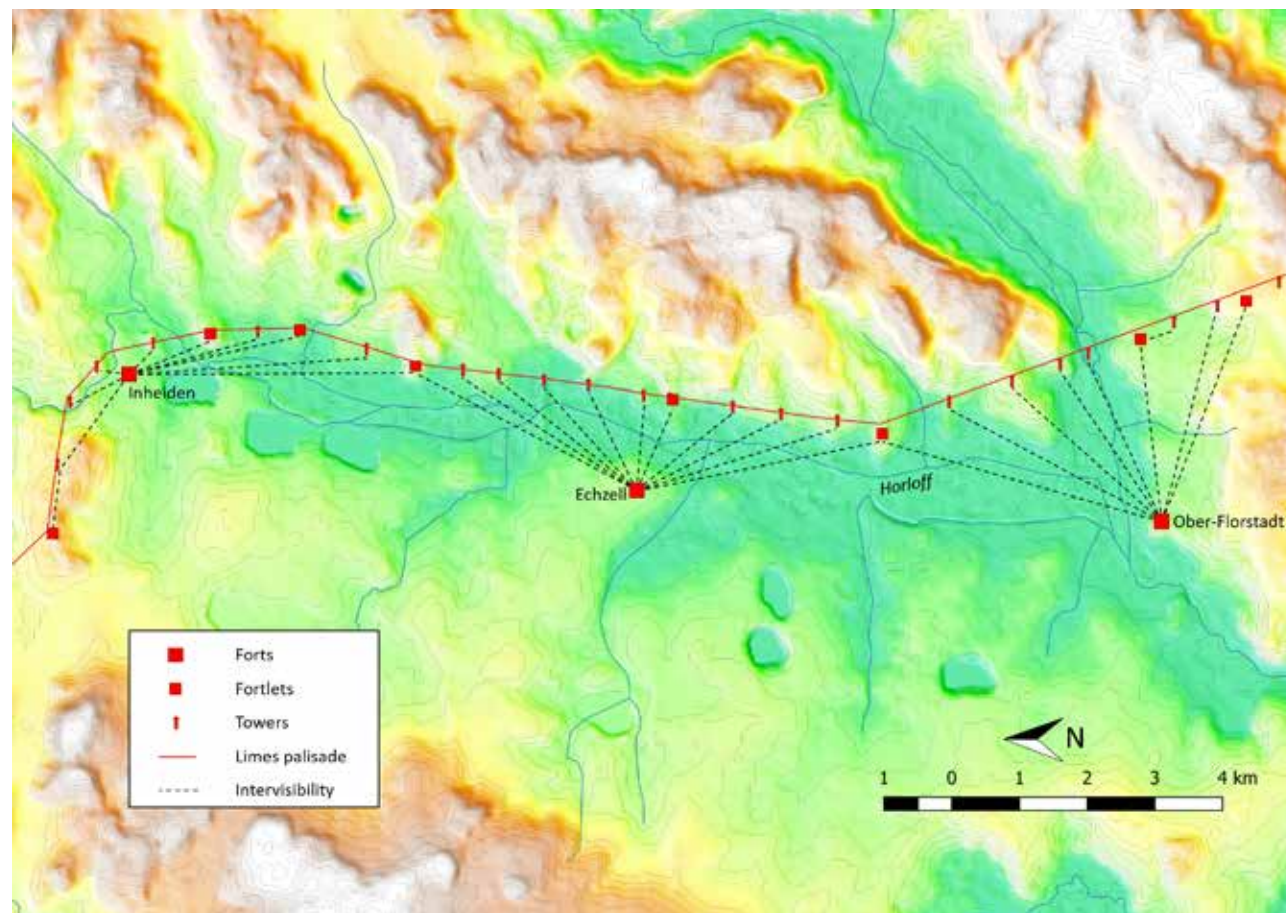 Inheiden
Echzell
Horloff
Ober-Florstadt
Forts
Fortlets
Towers
Limes palisade
Intervisibility
N
1 0 1 2 3 4 km